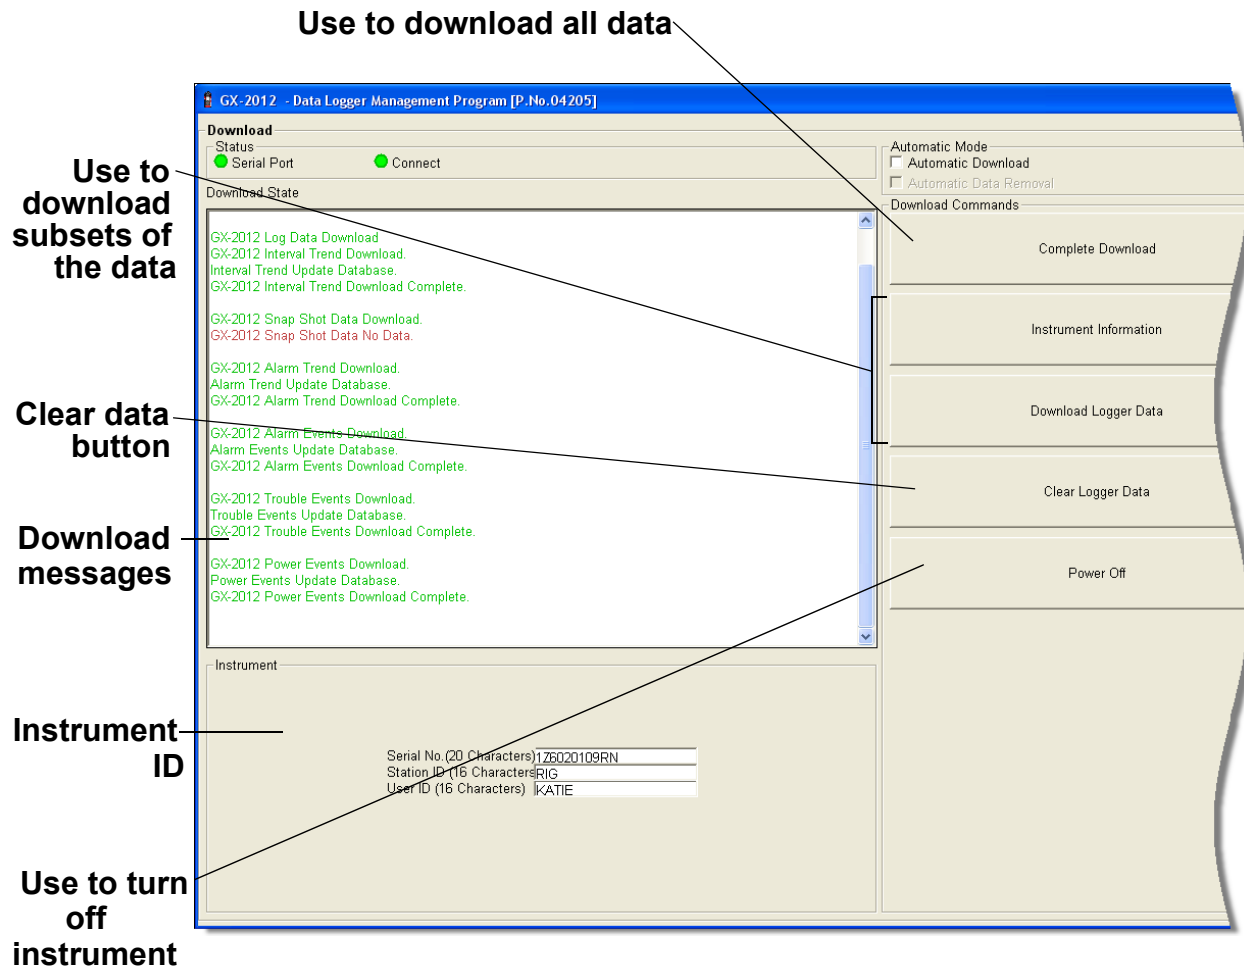 Use to download all data
GX-2012 - Data Logger Management Program [P.No.04205]
Download
Status
Serial Port
Connect
Download State
GX-2012 Log Data Download
GX-2012 Interval Trend Download.
Interval Trend Update Database.
GX-2012 Interval Trend Download Complete.
GX-2012 Snap Shot Data Download.
GX-2012 Snap Shot Data No Data.
GX-2012 Alarm Trend Download.
Alarm Trend Update Database.
GX-2012 Alarm Trend Download Complete.
GX-2012 Alarm Events Download.
Alarm Events Update Database.
GX-2012 Alarm Events Download Complete.
GX-2012 Trouble Events Download.
Trouble Events Update Database.
GX-2012 Trouble Events Download Complete.
GX-2012 Power Events Download.
Power Events Update Database.
GX-2012 Power Events Download Complete.
Automatic Mode
Automatic Download
Automatic Data Removal
Download Commands
Complete Download
Instrument Information
Download Logger Data
Clear Logger Data
Power Off
Instrument
Serial No.(20 Characters) 1Z6020109RN
Station ID (16 Characters RIG
User ID (16 Characters) KATIE
Use to
download
subsets of
the data
Clear data
button
Download
messages
Instrument
ID
Use to turn
off
instrument